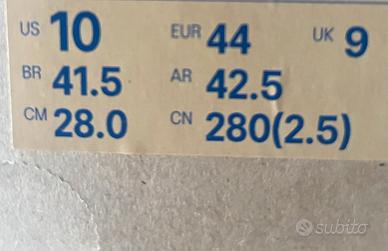 US 10 EUR 44 UK 9
BR 41.5 AR 42.5
CM 28.0 CN 280(2.5)
subito